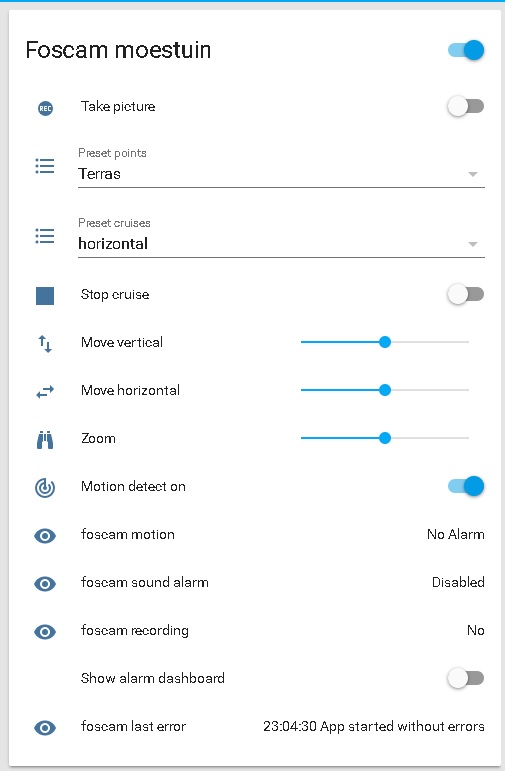 Foscam moestuin
REC
Take picture
Preset points
Terras
Preset cruises
horizontal
Stop cruise
Move vertical
Move horizontal
Zoom
Motion detect on
foscam motion No Alarm
foscam sound alarm Disabled
foscam recording No
Show alarm dashboard
foscam last error 23:04:30 App started without errors